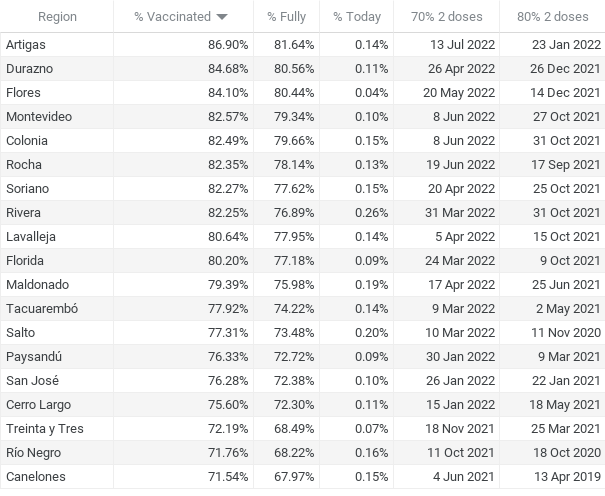 Region % Vaccinated % Fully % Today 70% 2 doses 80% 2 doses
Artigas 86.90% 81.64% 0.14% 13 Jul 2022 23 Jan 2022
Durazno 84.68% 80.56% 0.11% 26 Apr 2022 26 Dec 2021
Flores 84.10% 80.44% 0.04% 20 May 2022 14 Dec 2021
Montevideo 82.57% 79.34% 0.10% 8 Jun 2022 27 Oct 2021
Colonia 82.49% 79.66% 0.15% 8 Jun 2022 31 Oct 2021
Rocha 82.35% 78.14% 0.13% 19 Jun 2022 17 Sep 2021
Soriano 82.27% 77.62% 0.15% 20 Apr 2022 25 Oct 2021
Rivera 82.25% 76.89% 0.26% 31 Mar 2022 31 Oct 2021
Lavalleja 80.64% 77.95% 0.14% 5 Apr 2022 15 Oct 2021
Florida 80.20% 77.18% 0.09% 24 Mar 2022 9 Oct 2021
Maldonado 79.39% 75.98% 0.19% 17 Apr 2022 25 Jun 2021
Tacuarembó 77.92% 74.22% 0.14% 9 Mar 2022 2 May 2021
Salto 77.31% 73.48% 0.20% 10 Mar 2022 11 Nov 2020
Paysandú 76.33% 72.72% 0.09% 30 Jan 2022 9 Mar 2021
San José 76.28% 72.38% 0.10% 26 Jan 2022 22 Jan 2021
Cerro Largo 75.60% 72.30% 0.11% 15 Jan 2022 18 May 2021
Treinta y Tres 72.19% 68.49% 0.07% 18 Nov 2021 25 Mar 2021
Río Negro 71.76% 68.22% 0.16% 11 Oct 2021 18 Oct 2020
Canelones 71.54% 67.97% 0.15% 4 Jun 2021 13 Apr 2019